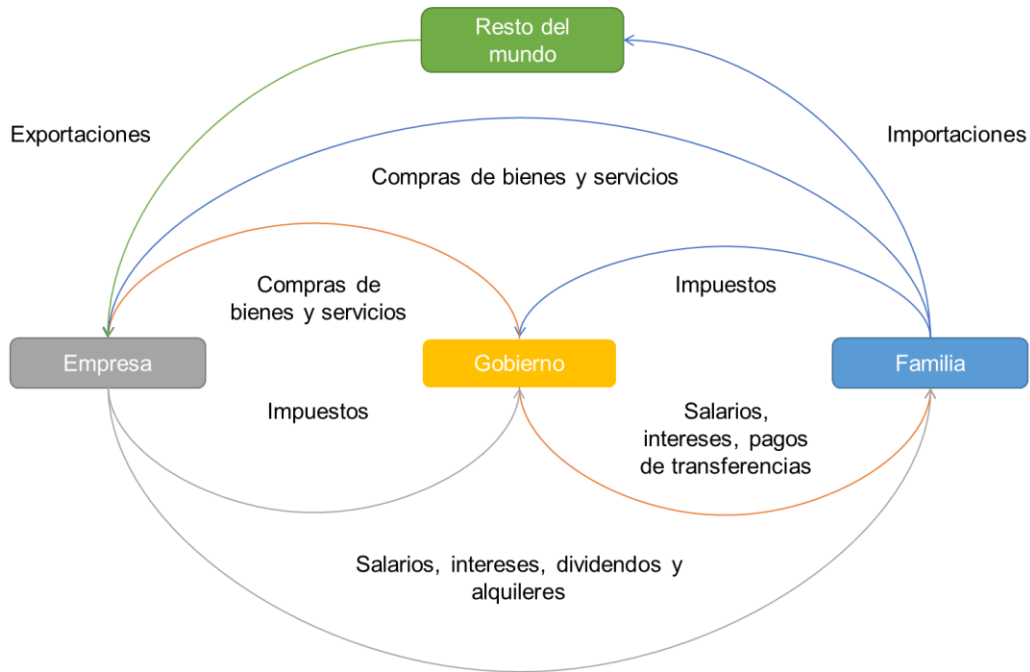 Resto del
mundo
Exportaciones
Importaciones
Compras de bienes y servicios
Compras de
bienes y servicios
Impuestos
Empresa
Gobierno
Familia
Impuestos
Salarios,
intereses, pagos
de transferencias
Salarios, intereses, dividendos y
alquileres